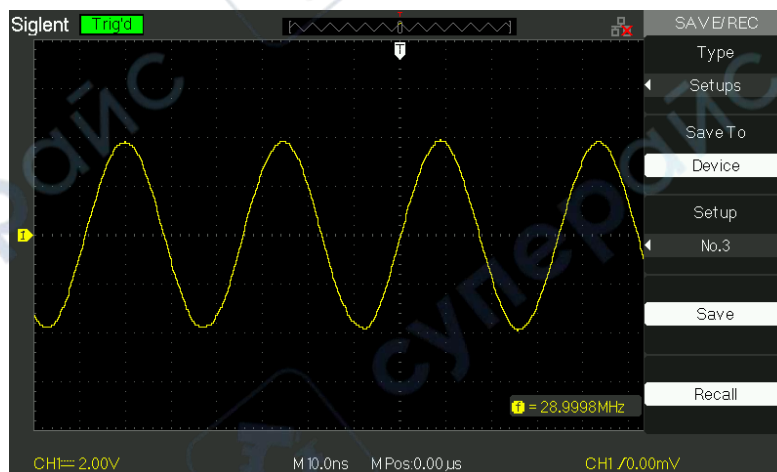 Siglent Trig'd SAVE/REC
T
Type
Setups
Save To
Device
Setup
1 No.3
Save
Recall
f = 28.9998MHz
CH1 2.00V M 10.0ns M Pos:0.00µs CH1 / 0.00mV
суперайс